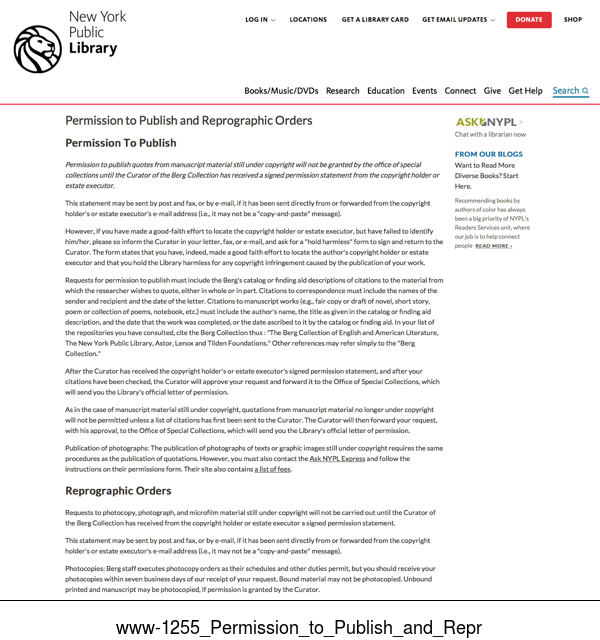 New York
Public
Library
LOG IN
LOCATIONS
GET A LIBRARY CARD
GET EMAIL UPDATES
DONATE
SHOP
Books/Music/DVDs Research Education Events Connect Give Get Help Search
Permission to Publish and Reprographic Orders
Permission To Publish
Permission to publish quotes from manuscript material still under copyright will not be granted by the office of special
collections until the Curator of the Berg Collection has received a signed permission statement from the copyright holder or
estate executor.
This statement may be sent by post and fax, or by e-mail, if it has been sent directly from or forwarded from the copyright
holder's or estate executor's e-mail address (i.e., it may not be a "copy-and-paste" message).
However, if you have made a good-faith effort to locate the copyright holder or estate executor, but have failed to identify
him/her, please so inform the Curator in your letter, fax, or e-mail, and ask for a "hold harmless" form to sign and return to the
Curator. The form states that you have, indeed, made a good faith effort to locate the author's copyright holder or estate
executor and that you hold the Library harmless for any copyright infringement caused by the publication of your work.
Requests for permission to publish must include the Berg's catalog or finding aid descriptions of citations to the material from
which the researcher wishes to quote, either in whole or in part. Citations to correspondence must include the names of the
sender and recipient and the date of the letter. Citations to manuscript works (e.g., fair copy or draft of novel, short story,
poem or collection of poems, notebook, etc.) must include the author's name, the title as given in the catalog or finding aid
description, and the date that the work was completed, or the date ascribed to it by the catalog or finding aid. In your list of
the repositories you have consulted, cite the Berg Collection thus : "The Berg Collection of English and American Literature,
The New York Public Library, Astor, Lenox and Tilden Foundations." Other references may refer simply to the "Berg
Collection."
After the Curator has received the copyright holder's or estate executor's signed permission statement, and after your
citations have been checked, the Curator will approve your request and forward it to the Office of Special Collections, which
will send you the Library's official letter of permission.
As in the case of manuscript material still under copyright, quotations from manuscript material no longer under copyright
will not be permitted unless a list of citations has first been sent to the Curator. The Curator will then forward your request,
with his approval, to the Office of Special Collections, which will send you the Library's official letter of permission.
Publication of photographs: The publication of photographs of texts or graphic images still under copyright requires the same
procedures as the publication of quotations. However, you must also contact the Ask NYPL Express and follow the
instructions on their permissions form. Their site also contains a list of fees.
Reprographic Orders
Requests to photocopy, photograph, and microfilm material still under copyright will not be carried out until the Curator of
the Berg Collection has received from the copyright holder or estate executor a signed permission statement.
This statement may be sent by post and fax, or by e-mail, if it has been sent directly from or forwarded from the copyright
holder's or estate executor's e-mail address (i.e., it may not be a "copy-and-paste" message).
Photocopies: Berg staff executes photocopy orders as their schedules and other duties permit, but you should receive your
photocopies within seven business days of our receipt of your request. Bound material may not be photocopied. Unbound
printed and manuscript may be photocopied, if permission is granted by the Curator.
ASK NYPL >
Chat with a librarian now
FROM OUR BLOGS
Want to Read More
Diverse Books? Start
Here.
Recommending books by
authors of color has always
been a big priority of NYPL's
Readers Services unit, where
our job is to help connect
people READ MORE ›
www-1255_Permission_to_Publish_and_Repr